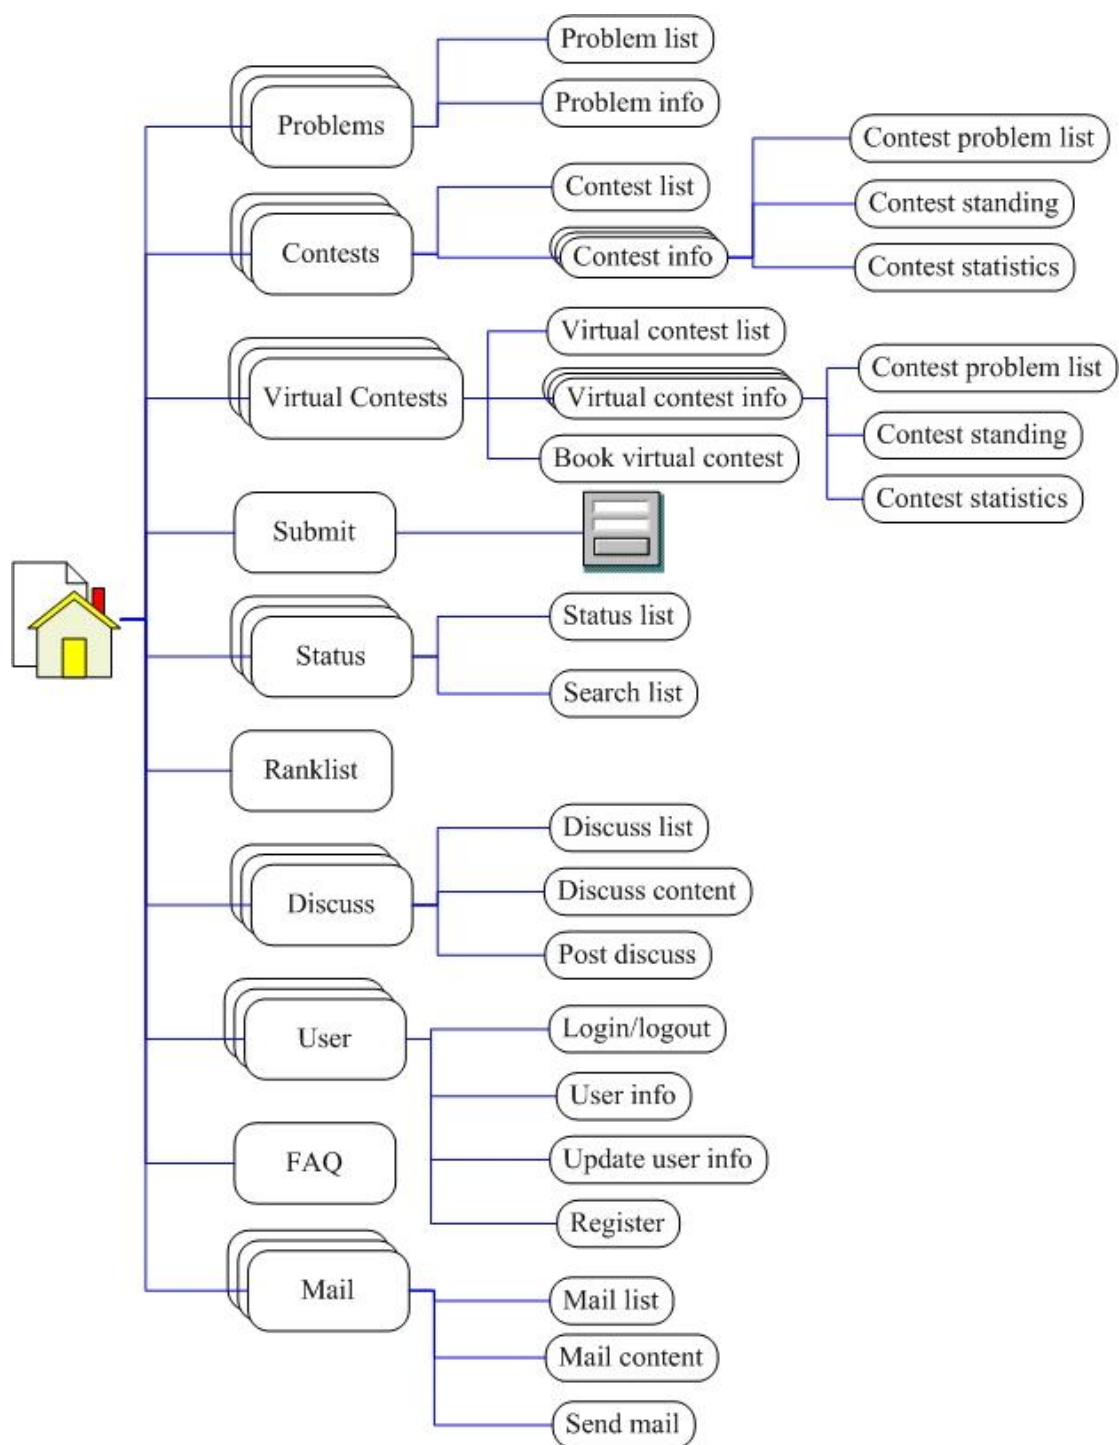 Problem list
Problem info
Problems
Contest problem list
Contest list
Contest standing
Contests
Contest info
Contest statistics
Virtual contest list
Contest problem list
Virtual Contests
Virtual contest info
Contest standing
Book virtual contest
Contest statistics
Submit
Status list
Status
Search list
Ranklist
Discuss list
Discuss content
Discuss
Post discuss
Login/logout
User
User info
Update user info
FAQ
Register
Mail list
Mail
Mail content
Send mail